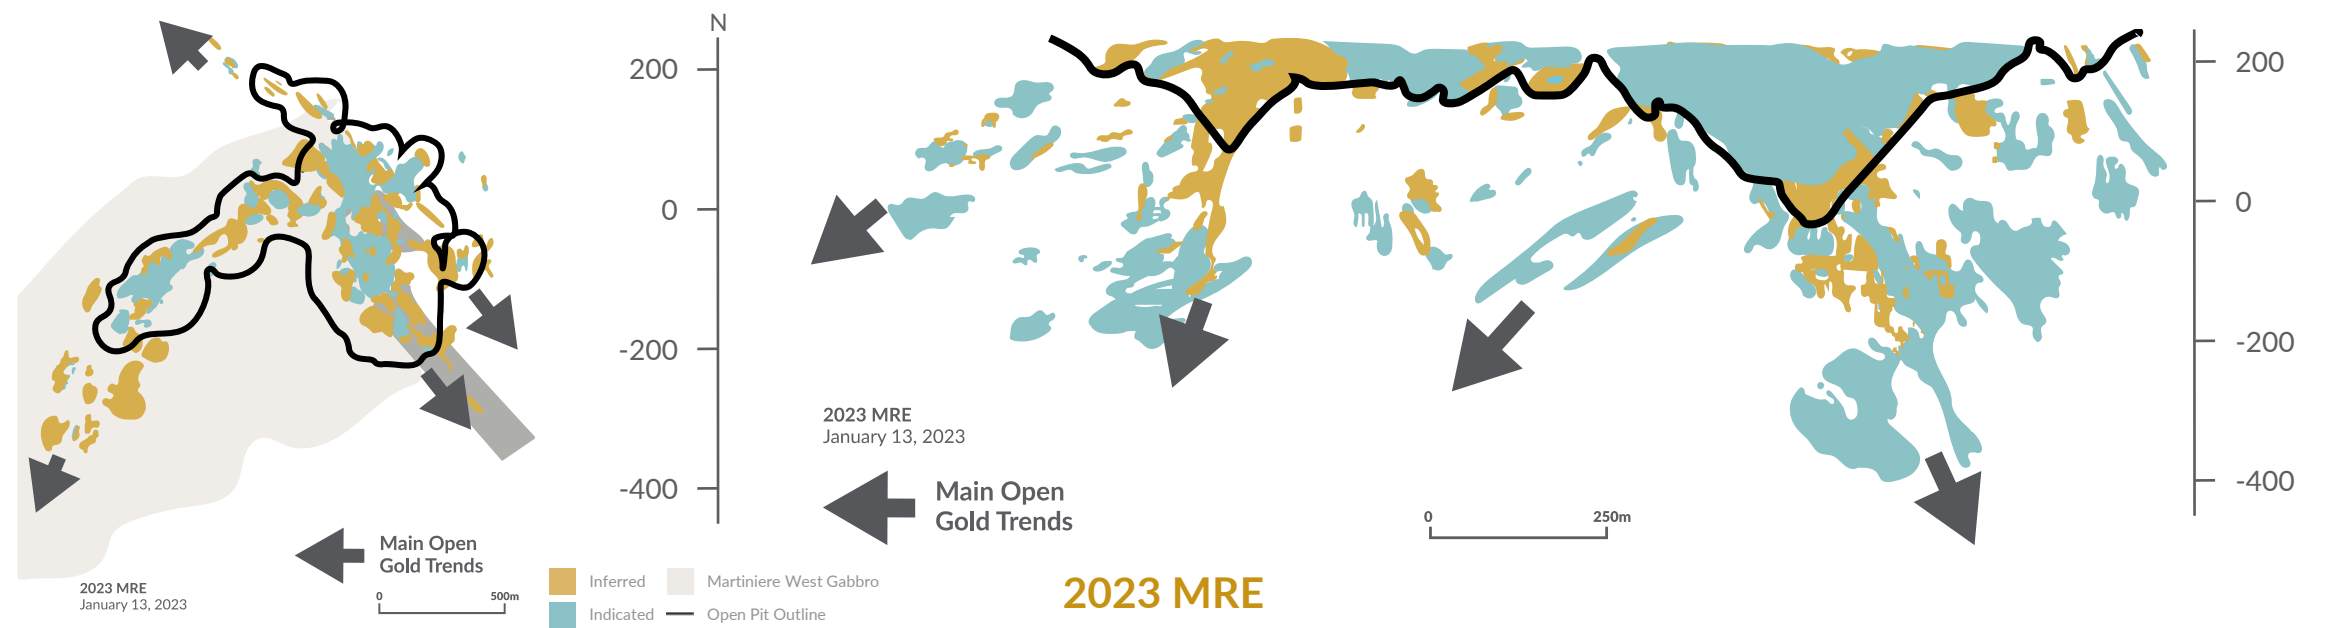 N
200
0
-200
-400
200
0
-200
-400
2023 MRE
January 13, 2023
Main Open
Gold Trends
0 250m
Main Open
Gold Trends
2023 MRE
January 13, 2023
0 500m
Inferred
Martiniere West Gabbro
Indicated
Open Pit Outline
2023 MRE